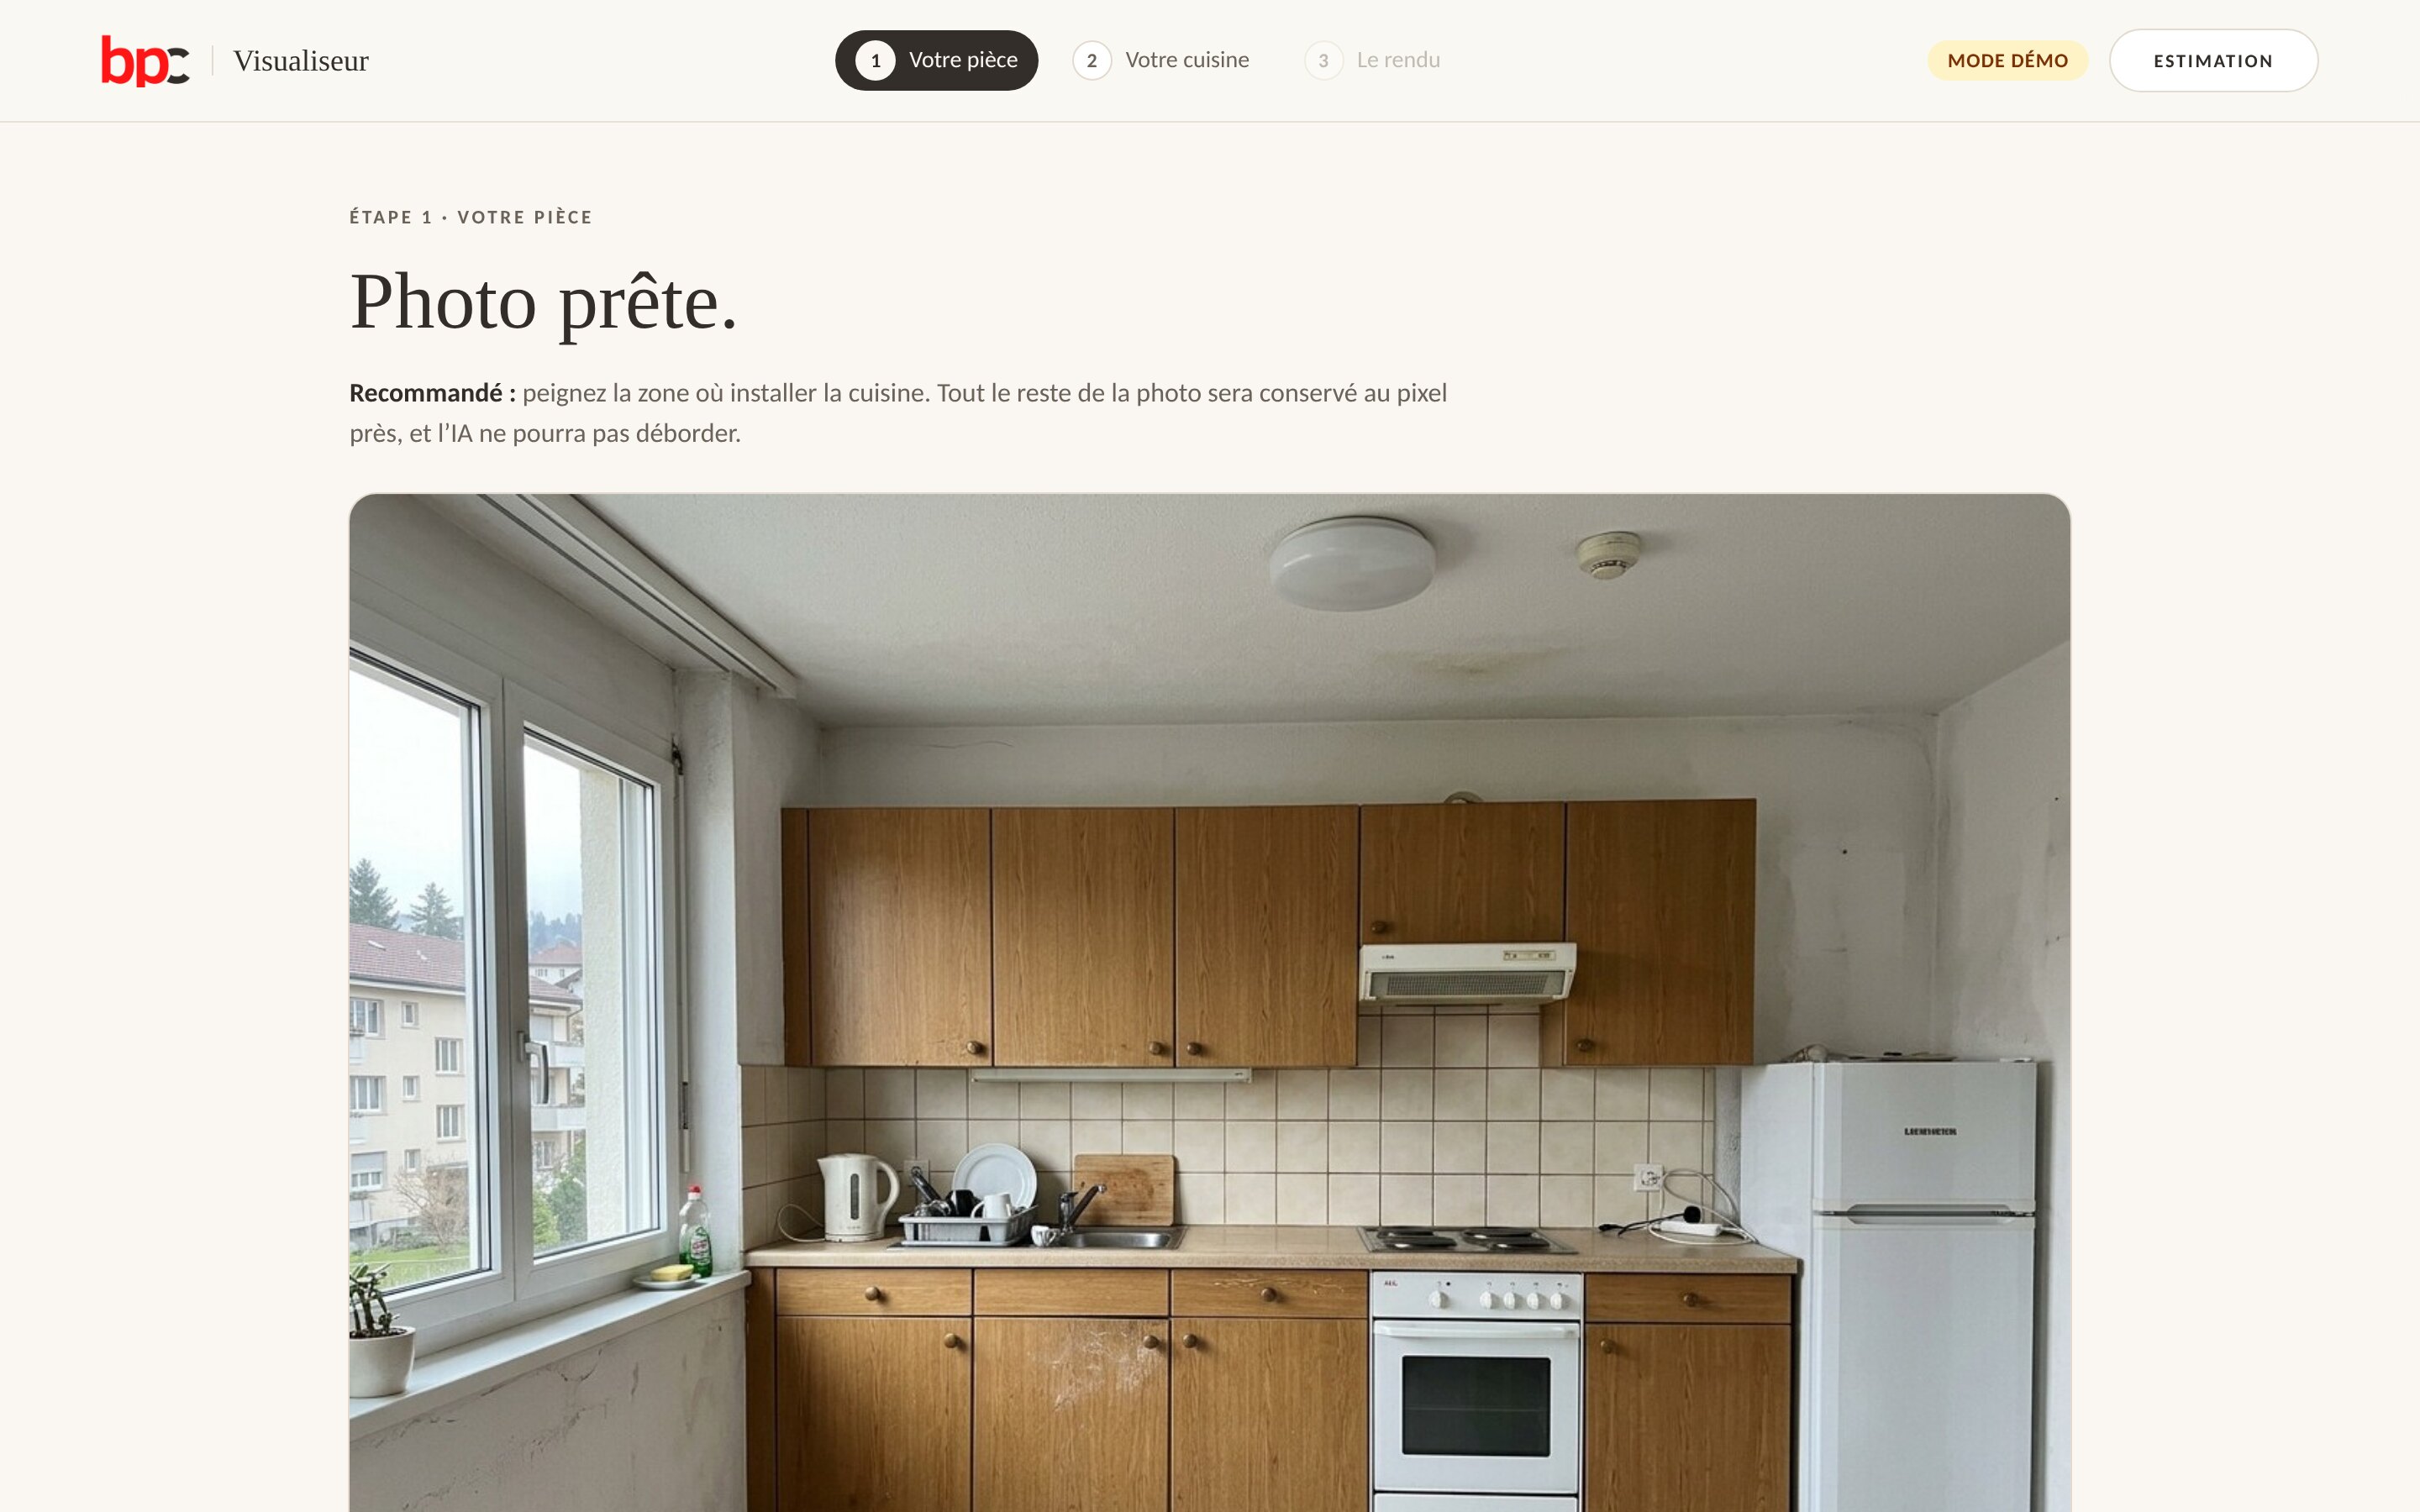 bpc
Visualiseur
1 Votre pièce
2 Votre cuisine
3 Le rendu
MODE DÉMO
ESTIMATION
ÉTAPE 1 · VOTRE PIÈCE
Photo prête.
Recommandé : peignez la zone où installer la cuisine. Tout le reste de la photo sera conservé au pixel
près, et l’IA ne pourra pas déborder.
LIEBHERR
AEG